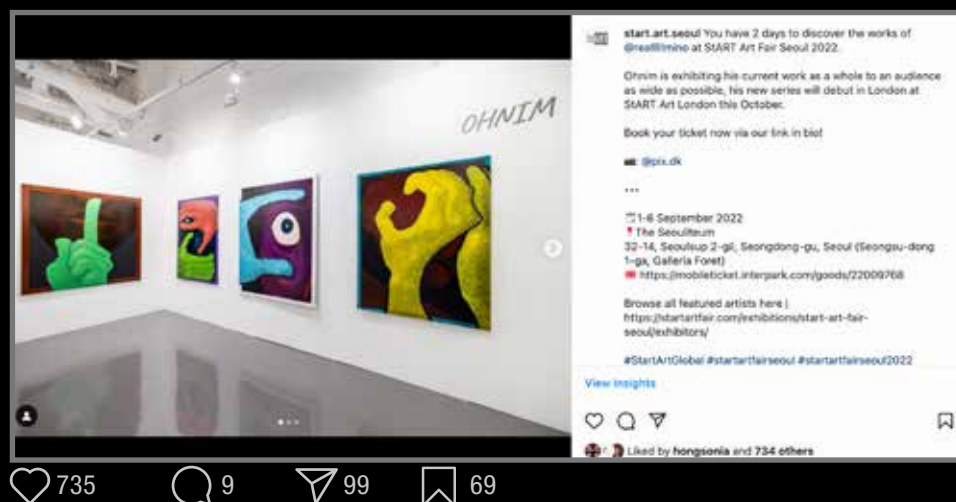 OHNIM
start.art.seoul You have 2 days to discover the works of
@reallllmino at StART Art Fair Seoul 2022.
Ohnim is exhibiting his current work as a whole to an audience
as wide as possible, his new series will debut in London at
StART Art London this October.
Book your ticket now via our link in bio!
@pix.dk
...
1-6 September 2022
The Seouliteum
32-14, Seoulsup 2-gil, Seongdong-gu, Seoul (Seongsu-dong
1-ga, Galleria Foret)
https://mobileticket.interpark.com/goods/22009768
Browse all featured artists here |
https://startartfair.com/exhibitions/start-art-fair-
seoul/exhibitors/
#StartArtGlobal #startartfairseoul #startartfairseoul2022
View Insights
Liked by hongsonia and 734 others
735 9 99 69